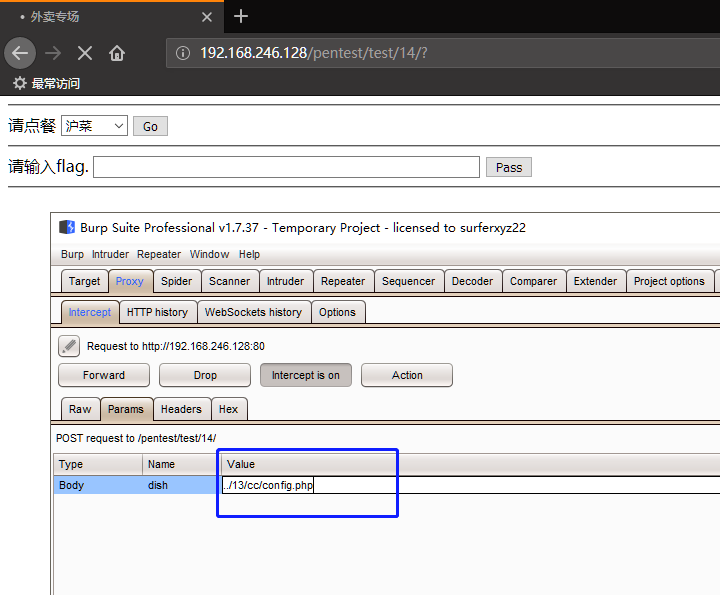 • 外卖专场
192.168.246.128/pentest/test/14/?
最常访问
请点餐 沪菜 Go
请输入flag. Pass
Burp Suite Professional v1.7.37 - Temporary Project - licensed to surferxyz22
Burp Intruder Repeater Window Help
Target Proxy Spider Scanner Intruder Repeater Sequencer Decoder Comparer Extender Project options
Intercept HTTP history WebSockets history Options
Request to http://192.168.246.128:80
Forward Drop Intercept is on Action
Raw Params Headers Hex
POST request to /pentest/test/14/
Type Name Value
Body dish ../13/cc/config.php